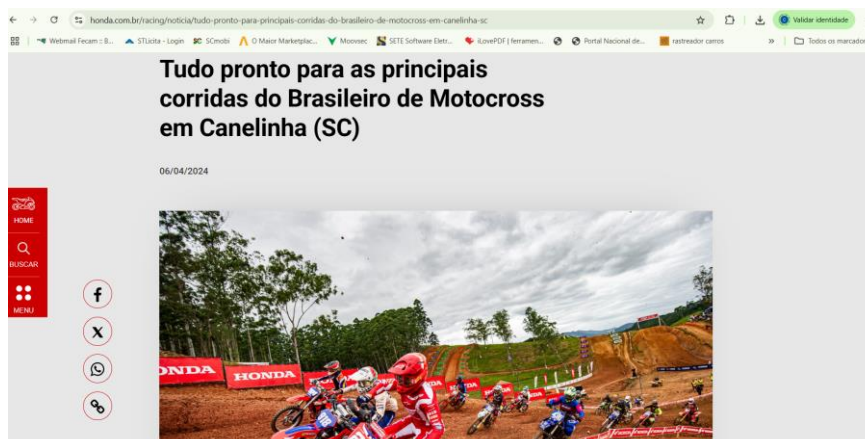 honda.com.br/racing/noticia/tudo-pronto-para-principais-corridas-do-brasileiro-de-motocross-em-canelinha-sc
Validar identidade
Webmail Fecam :: B...
STLicita - Login
SCmobi
O Maior Marketplac...
Moovsec
SETE Software Eletr...
iLovePDF | ferramen...
Portal Nacional de...
rastreador carros
»
Todos os marcador
Tudo pronto para as principais
corridas do Brasileiro de Motocross
em Canelinha (SC)
06/04/2024
HOME
BUSCAR
MENU
HONDA
HONDA